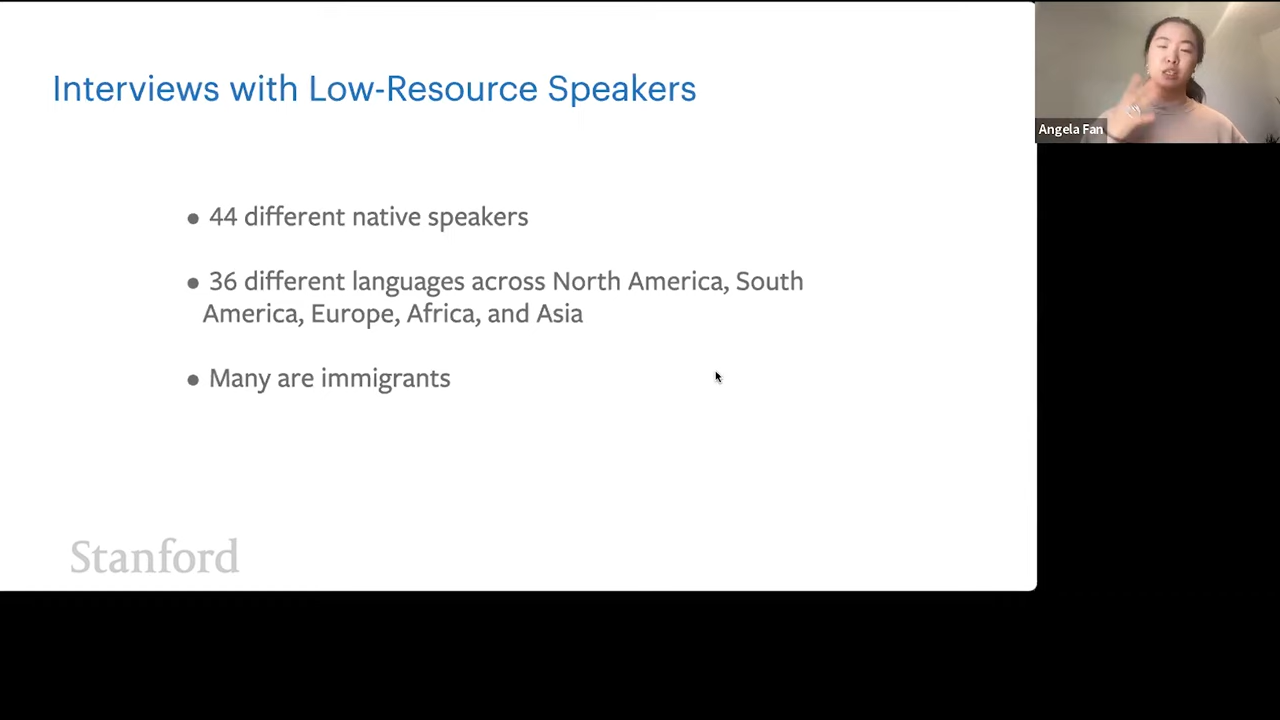 Interviews with Low-Resource Speakers
Angela Fan
● 44 different native speakers
● 36 different languages across North America, South
America, Europe, Africa, and Asia
● Many are immigrants
Stanford